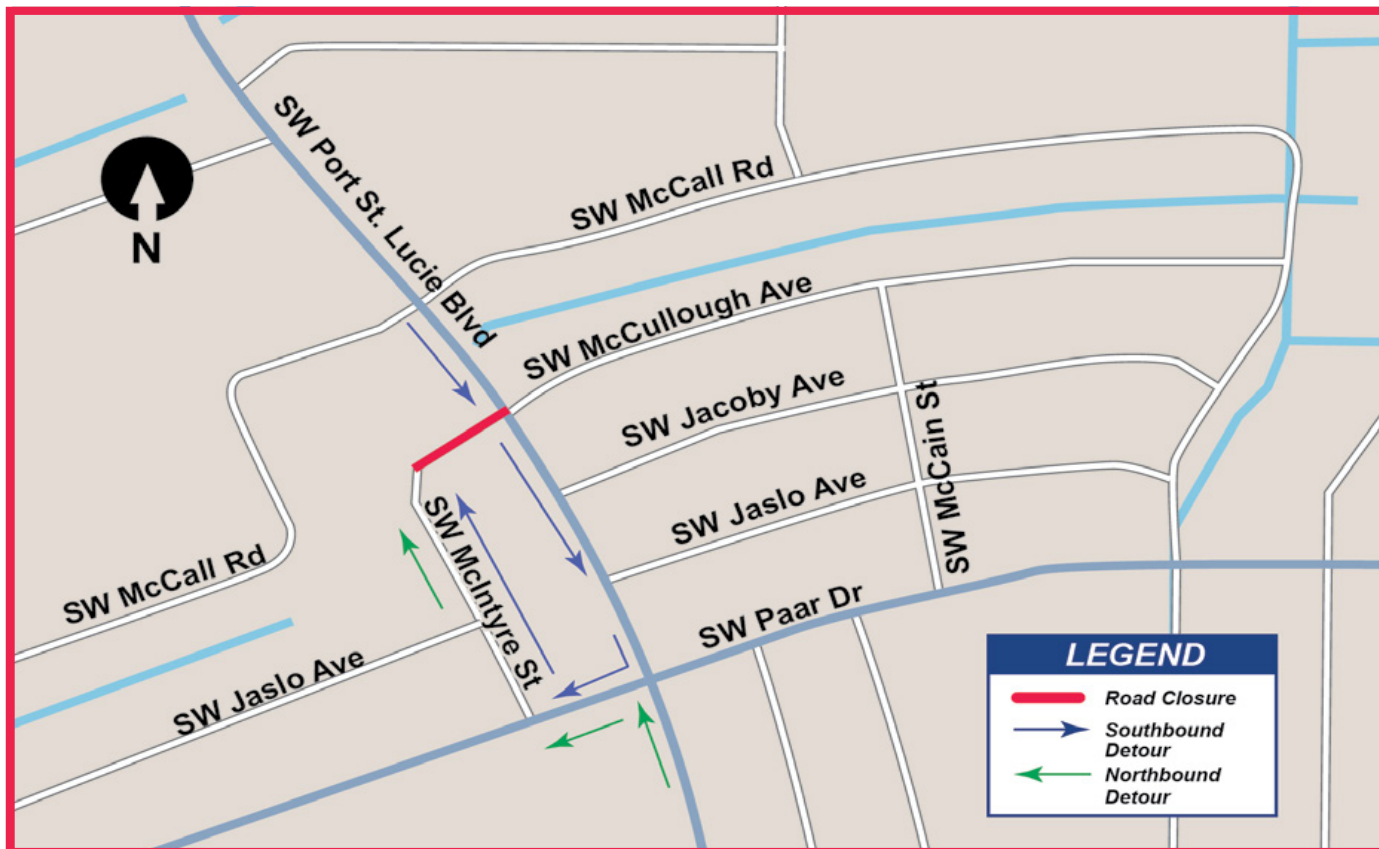 SW Port St. Lucie Blvd
SW McCall Rd
N
SW McCullough Ave
SW Jacoby Ave
SW McCain St
SW Jaslo Ave
SW McIntyre St
SW McCall Rd
SW Paar Dr
SW Jaslo Ave
LEGEND
Road Closure
Southbound
Detour
Northbound
Detour